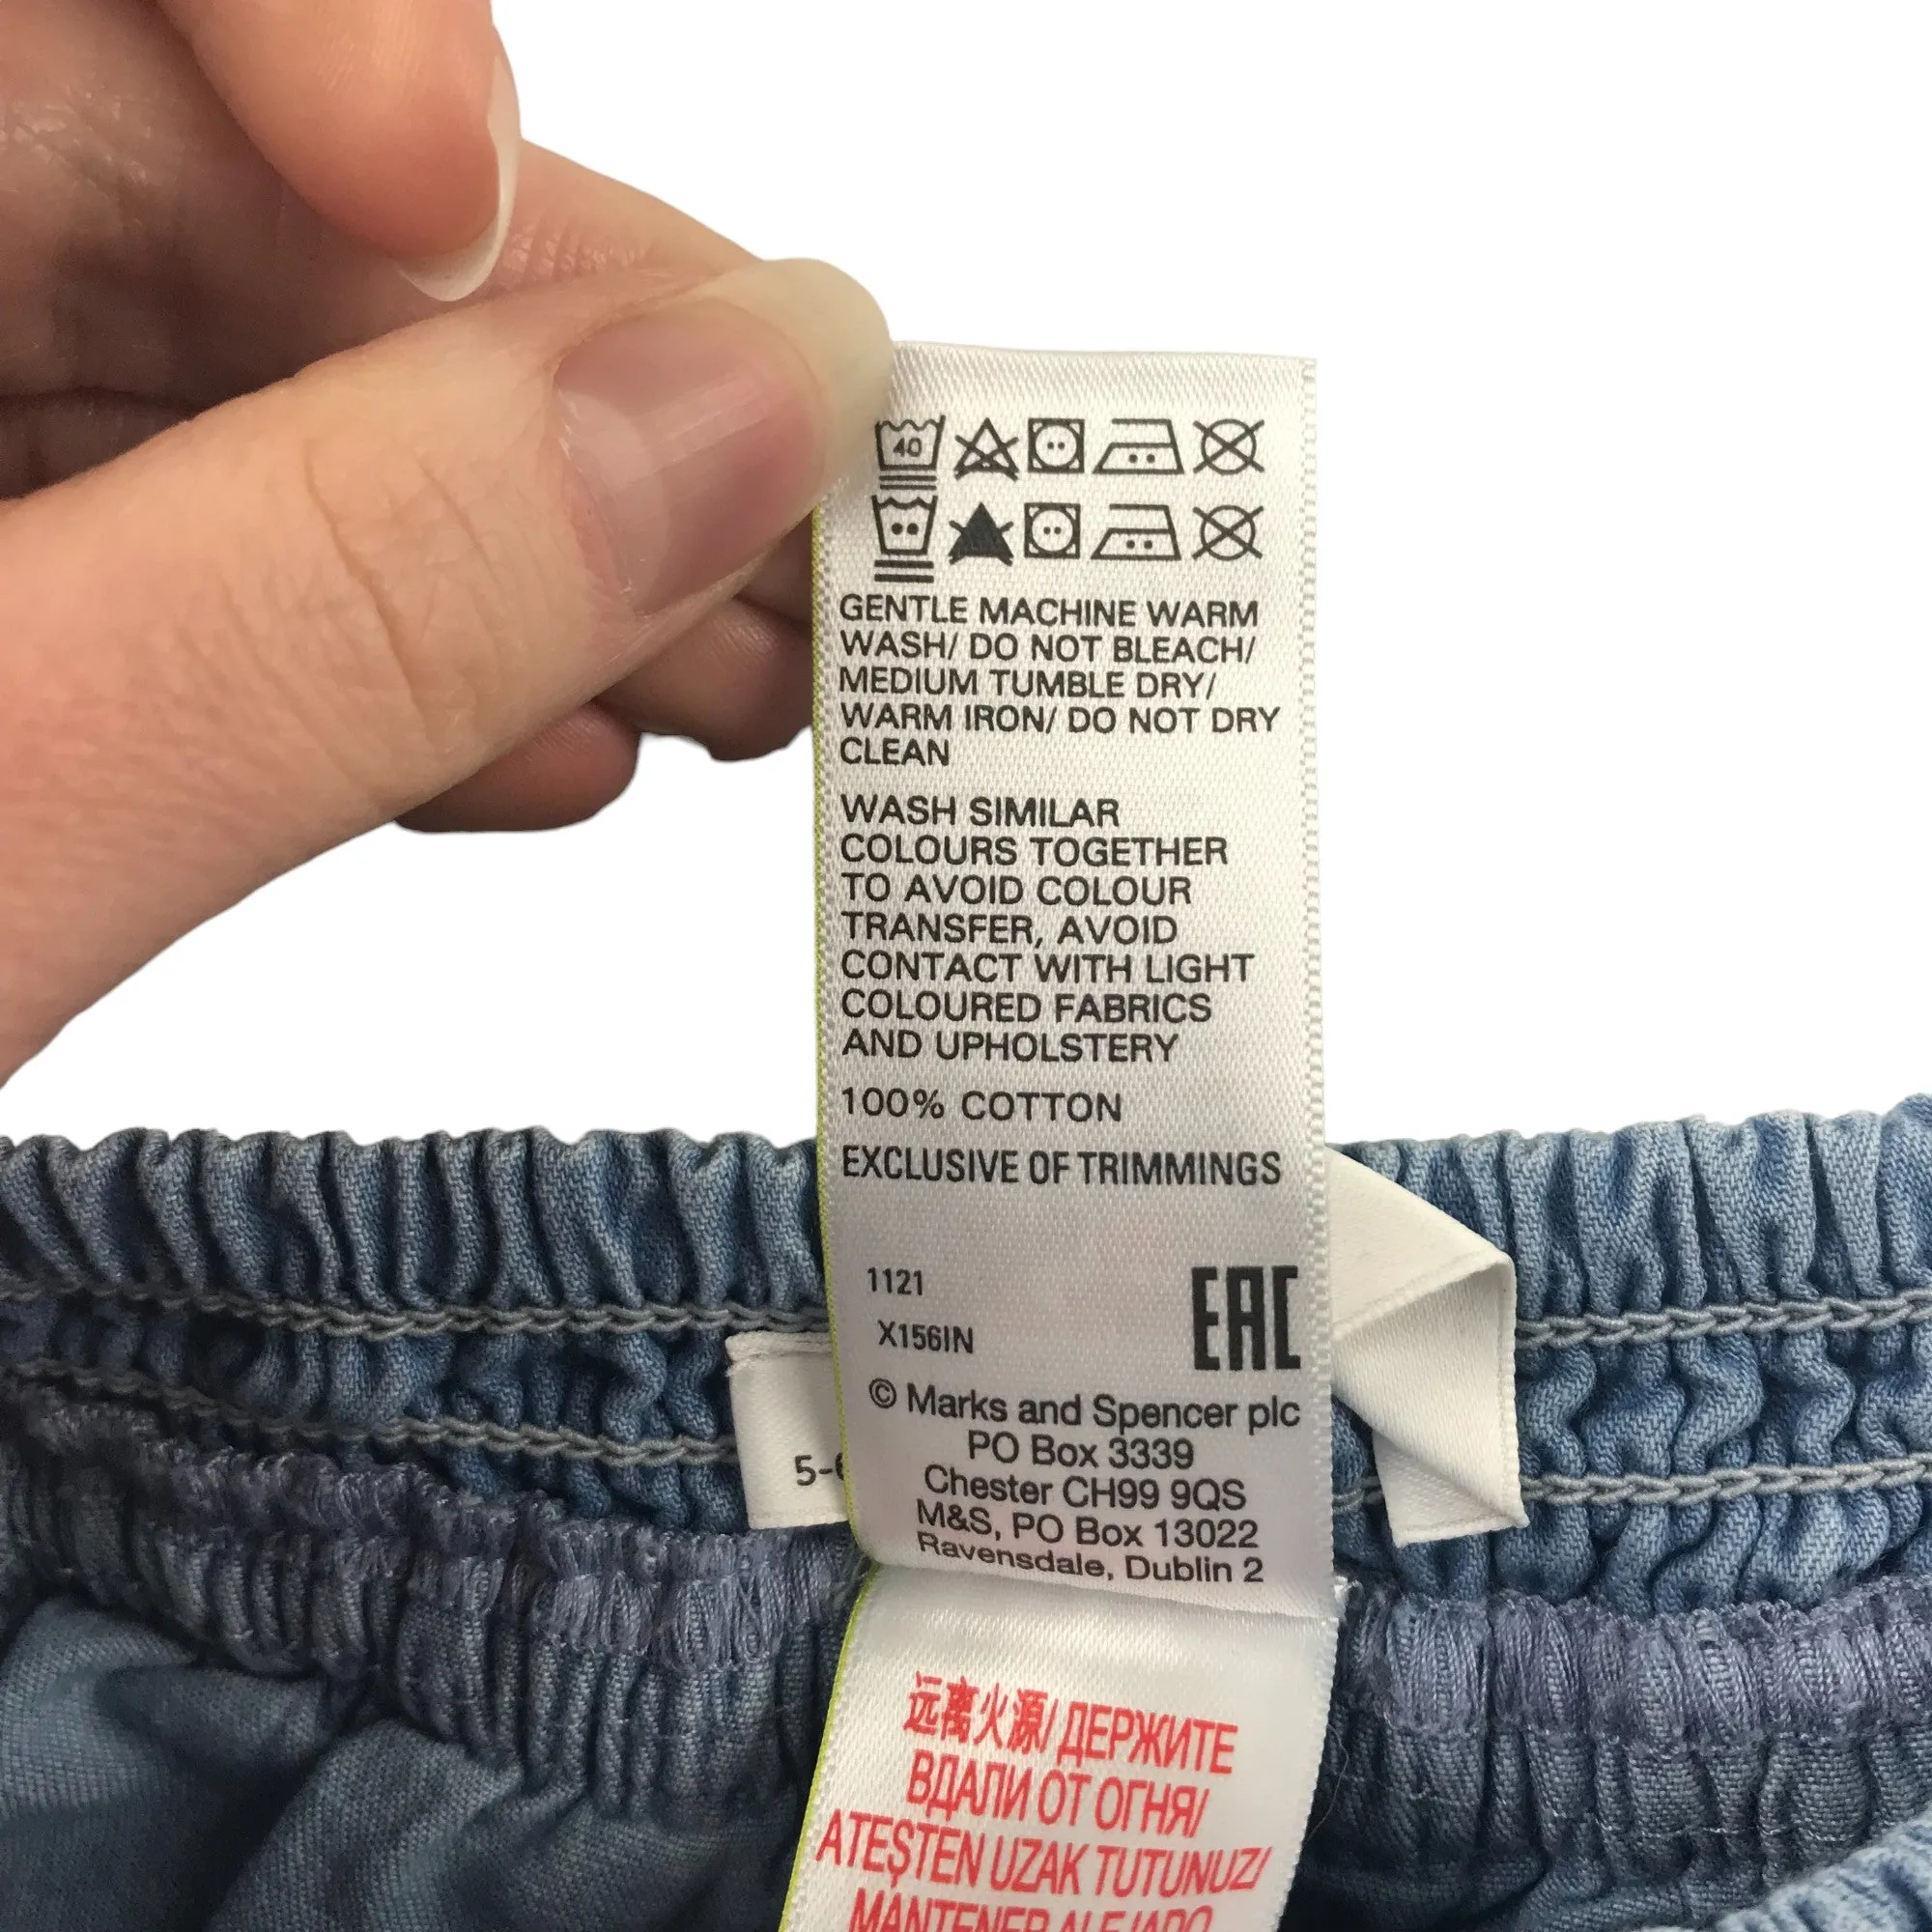 40
GENTLE MACHINE WARM
WASH/ DO NOT BLEACH/
MEDIUM TUMBLE DRY/
WARM IRON/ DO NOT DRY
CLEAN
WASH SIMILAR
COLOURS TOGETHER
TO AVOID COLOUR
TRANSFER, AVOID
CONTACT WITH LIGHT
COLOURED FABRICS
AND UPHOLSTERY
100% COTTON
EXCLUSIVE OF TRIMMINGS
1121
X156IN
EAC
© Marks and Spencer plc
PO Box 3339
Chester CH99 9QS
M&S, PO Box 13022
Ravensdale, Dublin 2
远离火源/ ДЕРЖИТЕ
ВДАЛИ ОТ ОГНЯ/
ATEŞTEN UZAK TUTUNUZ/
MANTENER ALEJADO